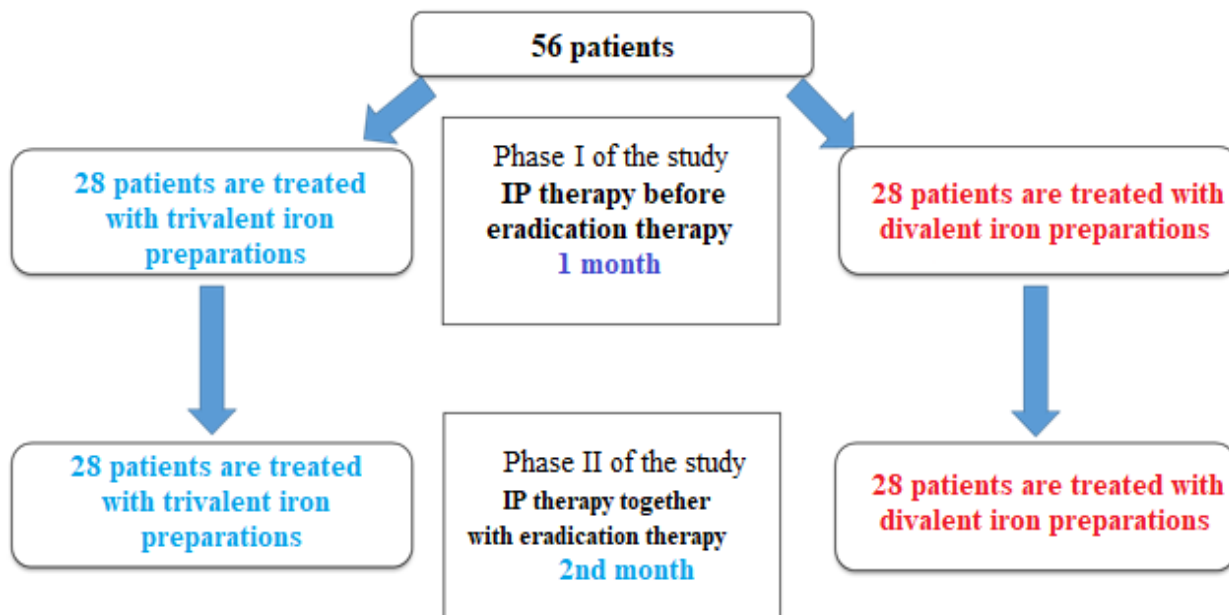 56 patients
28 patients are treated
with trivalent iron
preparations
Phase I of the study
IP therapy before
eradication therapy
1 month
28 patients are treated with
divalent iron preparations
28 patients are treated
with trivalent iron
preparations
Phase II of the study
IP therapy together
with eradication therapy
2nd month
28 patients are treated with
divalent iron preparations